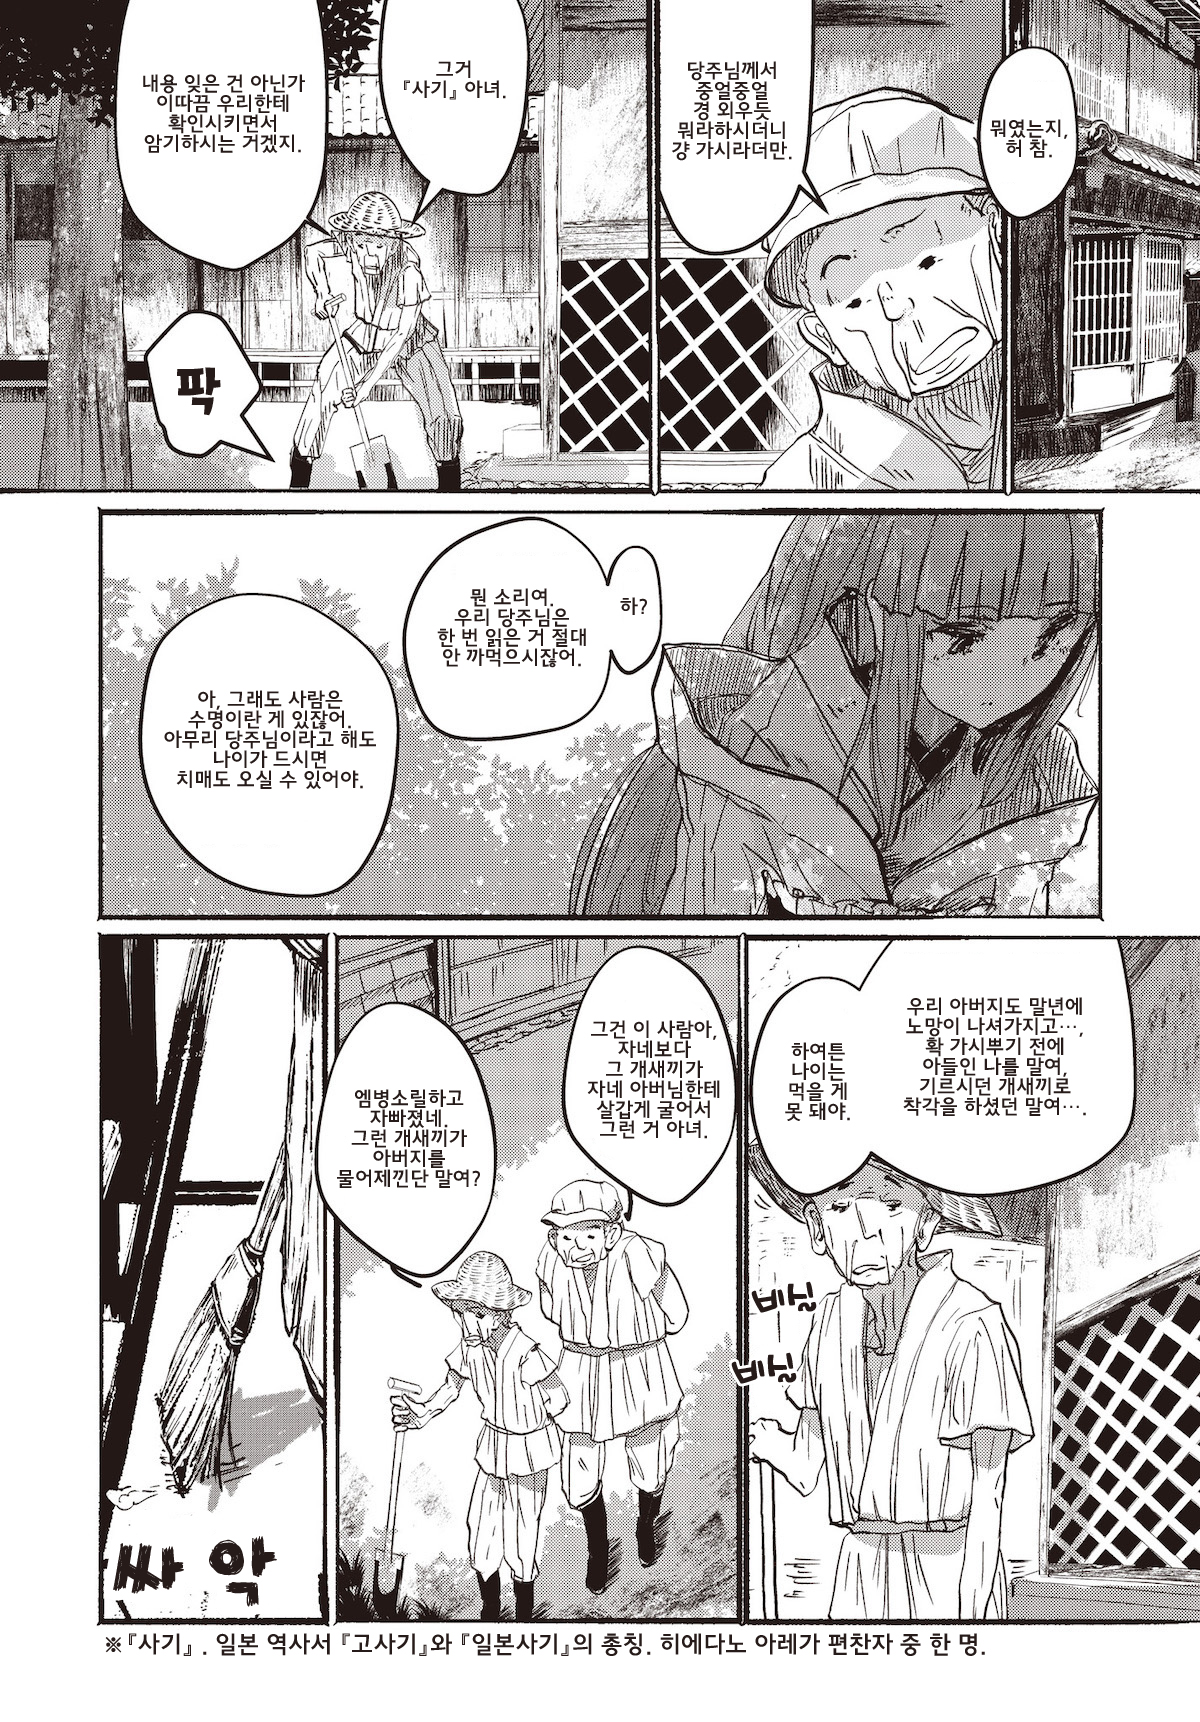 뭐였는지,
허 참.
당주님께서
중얼중얼
경 외우듯
뭐라하시더니
걍 가시라더만.
그거
『사기』 아녀.
내용 잊은 건 아닌가
이따끔 우리한테
확인시키면서
암기하시는 거겠지.
팍
하?
뭔 소리여.
우리 당주님은
한 번 읽은 거 절대
안 까먹으시잖어.
아, 그래도 사람은
수명이란 게 있잖어.
아무리 당주님이라고 해도
나이가 드시면
치매도 오실 수 있어야.
우리 아버지도 말년에
노망이 나셔가지고…,
확 가시뿌기 전에
아들인 나를 말여,
기르시던 개새끼로
착각을 하셨던 말여….
하여튼
나이는
먹을 게
못 돼야.
비실
비실
그건 이 사람아,
자네보다
그 개새끼가
자네 아버님한테
살갑게 굴어서
그런 거 아녀.
엠병소릴하고
자빠졌네.
그런 개새끼가
아버지를
물어제낀단 말여?
싸 악
※『사기』 . 일본 역사서 『고사기』와 『일본사기』의 총칭. 히에다노 아레가 편찬자 중 한 명.